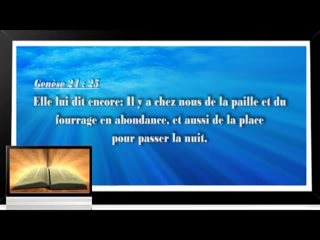 Genèse 24 : 25
Elle lui dit encore: Il y a chez nous de la paille et du
fourrage en abondance, et aussi de la place
pour passer la nuit.